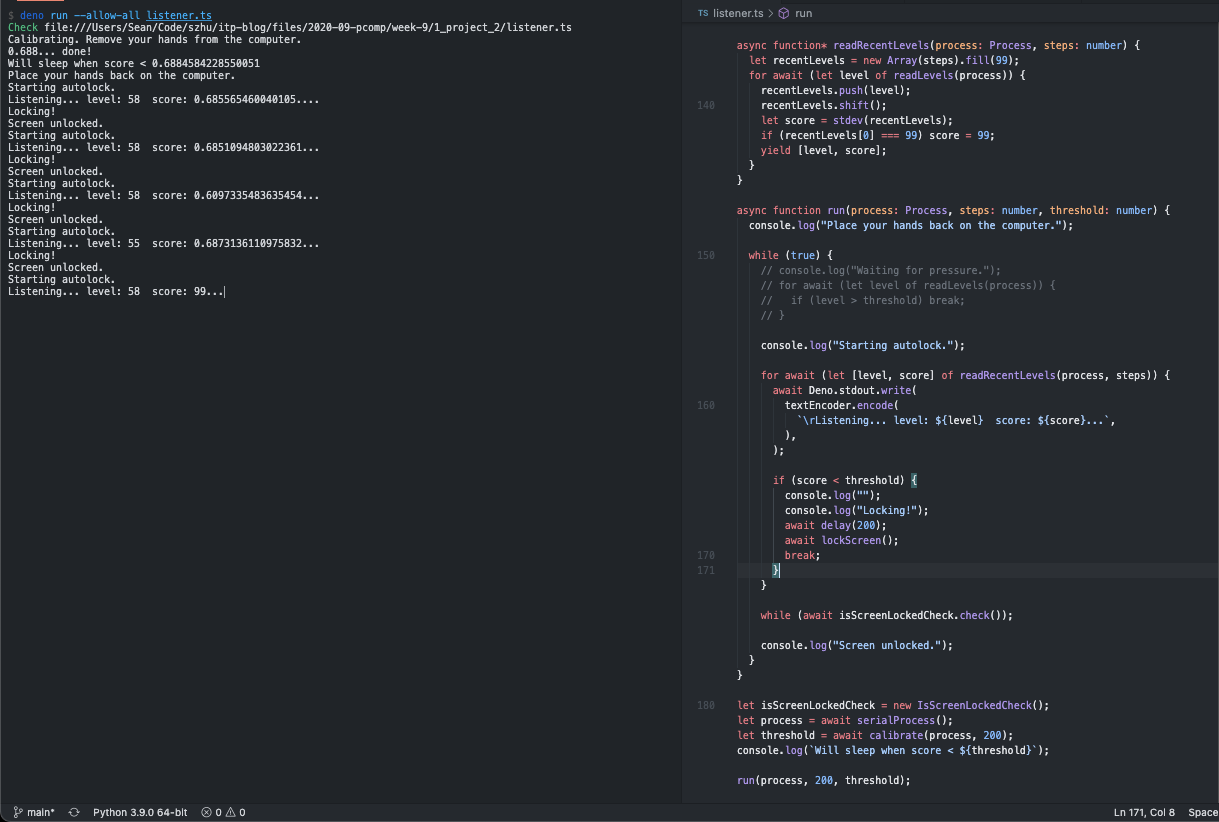 $ deno run --allow-all listener.ts
Check file:///Users/Sean/Code/szhu/itp-blog/files/2020-09-pcomp/week-9/1_project_2/listener.ts
Calibrating. Remove your hands from the computer.
0.688... done!
Will sleep when score < 0.6884584228550051
Place your hands back on the computer.
Starting autolock.
Listening... level: 58  score: 0.685565460040105....
Locking!
Screen unlocked.
Starting autolock.
Listening... level: 58  score: 0.6851094803022361...
Locking!
Screen unlocked.
Starting autolock.
Listening... level: 58  score: 0.6097335483635454...
Locking!
Screen unlocked.
Starting autolock.
Listening... level: 55  score: 0.6873136110975832...
Locking!
Screen unlocked.
Starting autolock.
Listening... level: 58  score: 99...
TS listener.ts > run
async function* readRecentLevels(process: Process, steps: number) {
  let recentLevels = new Array(steps).fill(99);
  for await (let level of readLevels(process)) {
    recentLevels.push(level);
140    recentLevels.shift();
    let score = stdev(recentLevels);
    if (recentLevels[0] === 99) score = 99;
    yield [level, score];
  }
}
async function run(process: Process, steps: number, threshold: number) {
  console.log("Place your hands back on the computer.");
150  while (true) {
    // console.log("Waiting for pressure.");
    // for await (let level of readLevels(process)) {
    //   if (level > threshold) break;
    // }
    console.log("Starting autolock.");
    for await (let [level, score] of readRecentLevels(process, steps)) {
      await Deno.stdout.write(
160        textEncoder.encode(
          `\rListening... level: ${level}  score: ${score}...`,
        ),
      );
      if (score < threshold) {
        console.log("");
        console.log("Locking!");
        await delay(200);
        await lockScreen();
170        break;
171      }
    }
    while (await isScreenLockedCheck.check());
    console.log("Screen unlocked.");
  }
}
180 let isScreenLockedCheck = new IsScreenLockedCheck();
let process = await serialProcess();
let threshold = await calibrate(process, 200);
console.log(`Will sleep when score < ${threshold}`);
run(process, 200, threshold);
main* Python 3.9.0 64-bit 0 0 Ln 171, Col 8 Space